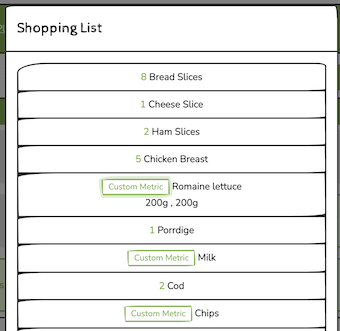 Shopping List
8 Bread Slices
1 Cheese Slice
2 Ham Slices
5 Chicken Breast
Custom Metric Romaine lettuce
200g , 200g
1 Porrdige
Custom Metric Milk
2 Cod
Custom Metric Chips